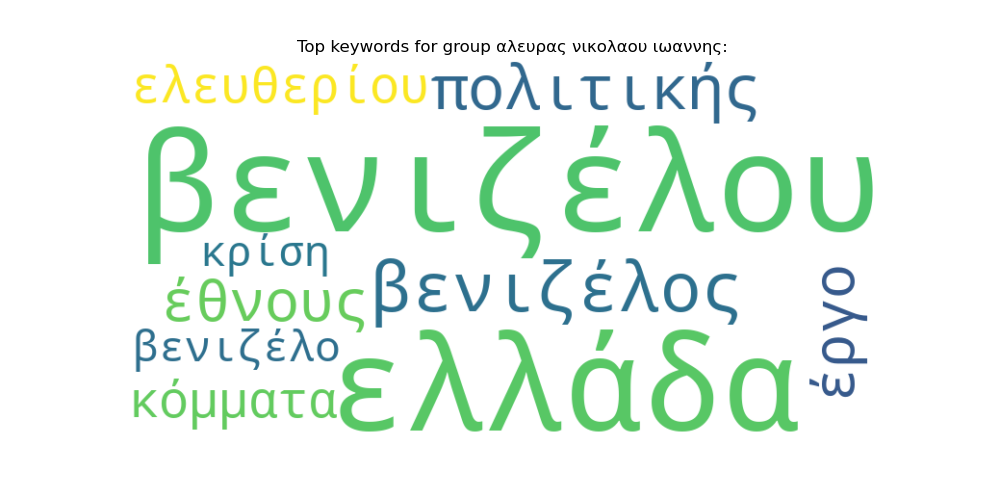 Top keywords for group αλευρας νικολαου ιωαννης:
ελευθερίου πολιτικής
βενιζέλου
κρίση
έθνους βενιζέλος
έργο
βενιζέλο
κόμματα ελλάδα